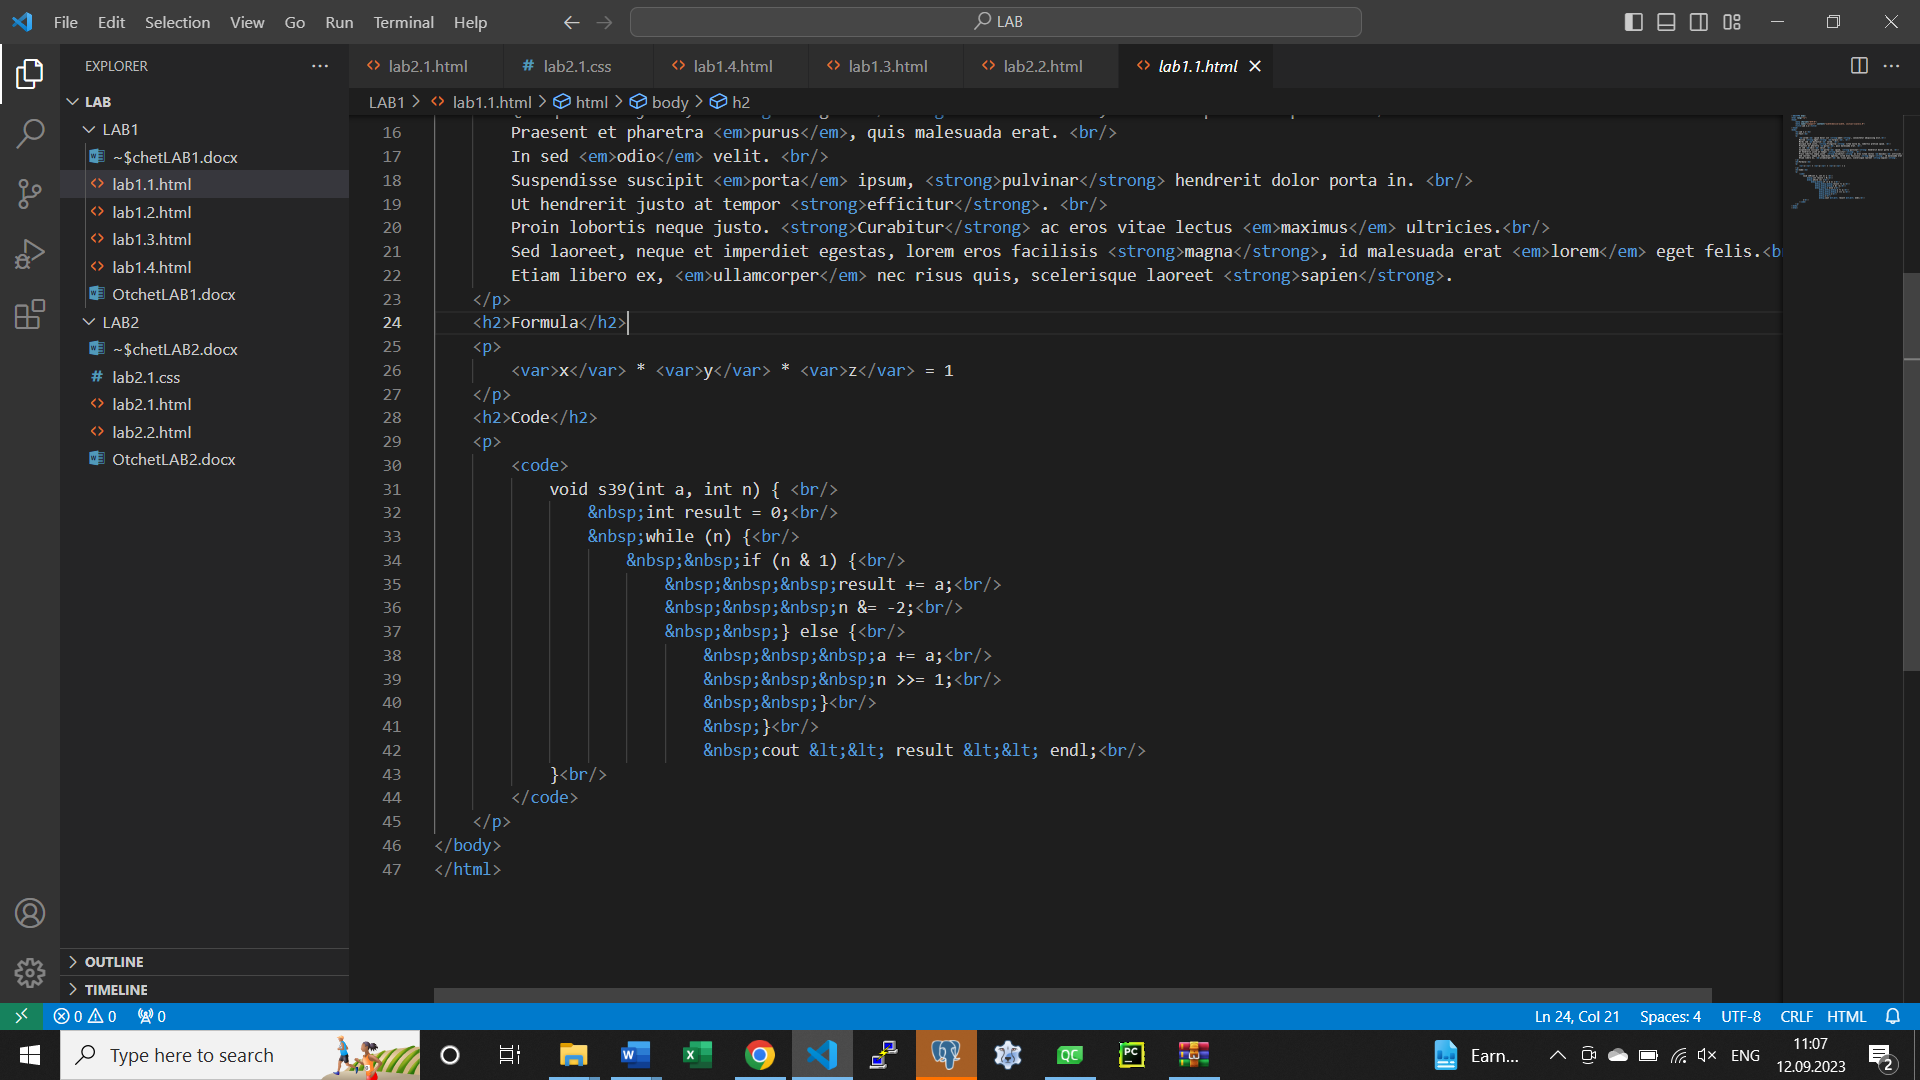 File Edit Selection View Go Run Terminal Help
LAB
EXPLORER
lab2.1.html
# lab2.1.css
lab1.4.html
lab1.3.html
lab2.2.html
lab1.1.html
LAB1 > lab1.1.html > html > body > h2
LAB
LAB1
~$chetLAB1.docx
lab1.1.html
lab1.2.html
lab1.3.html
lab1.4.html
OtchetLAB1.docx
LAB2
~$chetLAB2.docx
# lab2.1.css
lab2.1.html
lab2.2.html
OtchetLAB2.docx
OUTLINE
TIMELINE
16 Praesent et pharetra <em>purus</em>, quis malesuada erat. <br/>
17 In sed <em>odio</em> velit. <br/>
18 Suspendisse suscipit <em>porta</em> ipsum, <strong>pulvinar</strong> hendrerit dolor porta in. <br/>
19 Ut hendrerit justo at tempor <strong>efficitur</strong>. <br/>
20 Proin lobortis neque justo. <strong>Curabitur</strong> ac eros vitae lectus <em>maximus</em> ultricies.<br/>
21 Sed laoreet, neque et imperdiet egestas, lorem eros facilisis <strong>magna</strong>, id malesuada erat <em>lorem</em> eget felis.<b
22 Etiam libero ex, <em>ullamcorper</em> nec risus quis, scelerisque laoreet <strong>sapien</strong>.
23 </p>
24 <h2>Formula</h2>
25 <p>
26 <var>x</var> * <var>y</var> * <var>z</var> = 1
27 </p>
28 <h2>Code</h2>
29 <p>
30 <code>
31 void s39(int a, int n) { <br/>
32 &nbsp;int result = 0;<br/>
33 &nbsp;while (n) {<br/>
34 &nbsp;&nbsp;if (n & 1) {<br/>
35 &nbsp;&nbsp;&nbsp;result += a;<br/>
36 &nbsp;&nbsp;&nbsp;n &= -2;<br/>
37 &nbsp;&nbsp;} else {<br/>
38 &nbsp;&nbsp;&nbsp;a += a;<br/>
39 &nbsp;&nbsp;&nbsp;n >>= 1;<br/>
40 &nbsp;&nbsp;}<br/>
41 &nbsp;}<br/>
42 &nbsp;cout &lt;&lt; result &lt;&lt; endl;<br/>
43 }<br/>
44 </code>
45 </p>
46 </body>
47 </html>
0 0 0
Ln 24, Col 21 Spaces: 4 UTF-8 CRLF HTML
Type here to search
Earn...
ENG
11:07
12.09.2023
2